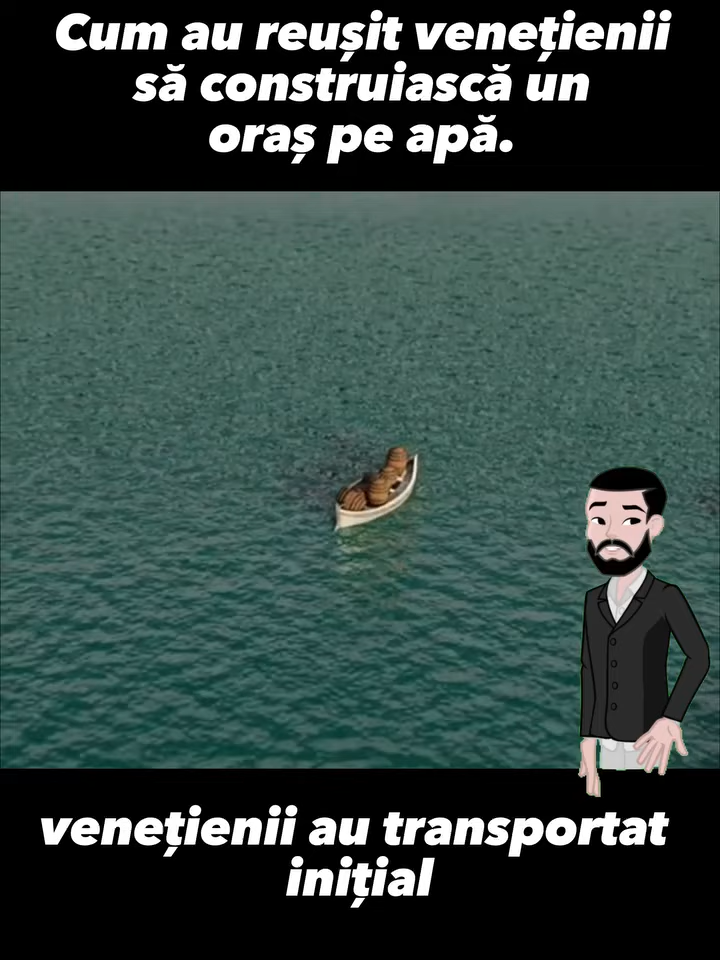 Cum au reușit venețienii
să construiască un
oraș pe apă.
venețienii au transportat
inițial